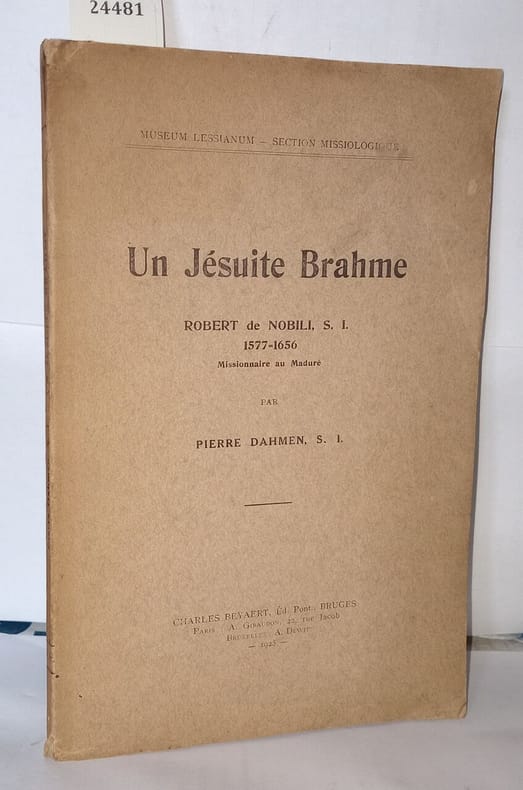 24481
MUSEUM LESSIANUM — SECTION MISSIOLOGIQUE
Un Jésuite Brahme
ROBERT de NOBILI, S. I.
1577-1656
Missionnaire au Maduré
PAR
PIERRE DAHMEN, S. I.
CHARLES BEYAERT, Éd. Pont., BRUGES
PARIS A. GIRAUDON, 22, rue Jacob
BRUXELLES A. DEWIT